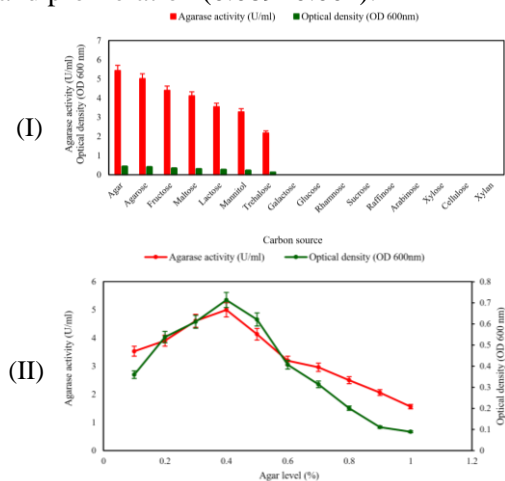 Agarase activity (U/ml) Optical density (OD 600nm)
(I)
Agarase activity (U/ml)
Optical density (OD 600 nm)
7
6
5
4
3
2
1
0
Agar
Agarose
Fructose
Maltose
Lactose
Mannitol
Trehalose
Galactose
Glucose
Rhamnose
Sucrose
Raffinose
Arabinose
Xylose
Cellulose
Xylan
Carbon source
Agarase activity (U/ml) Optical density (OD 600nm)
(II)
Agarase activity (U/ml)
6
5
4
3
2
1
0
0.8
0.7
0.6
0.5
0.4
0.3
0.2
0.1
0
Optical density (OD 600 nm)
0 0.2 0.4 0.6 0.8 1 1.2
Agar level (%)